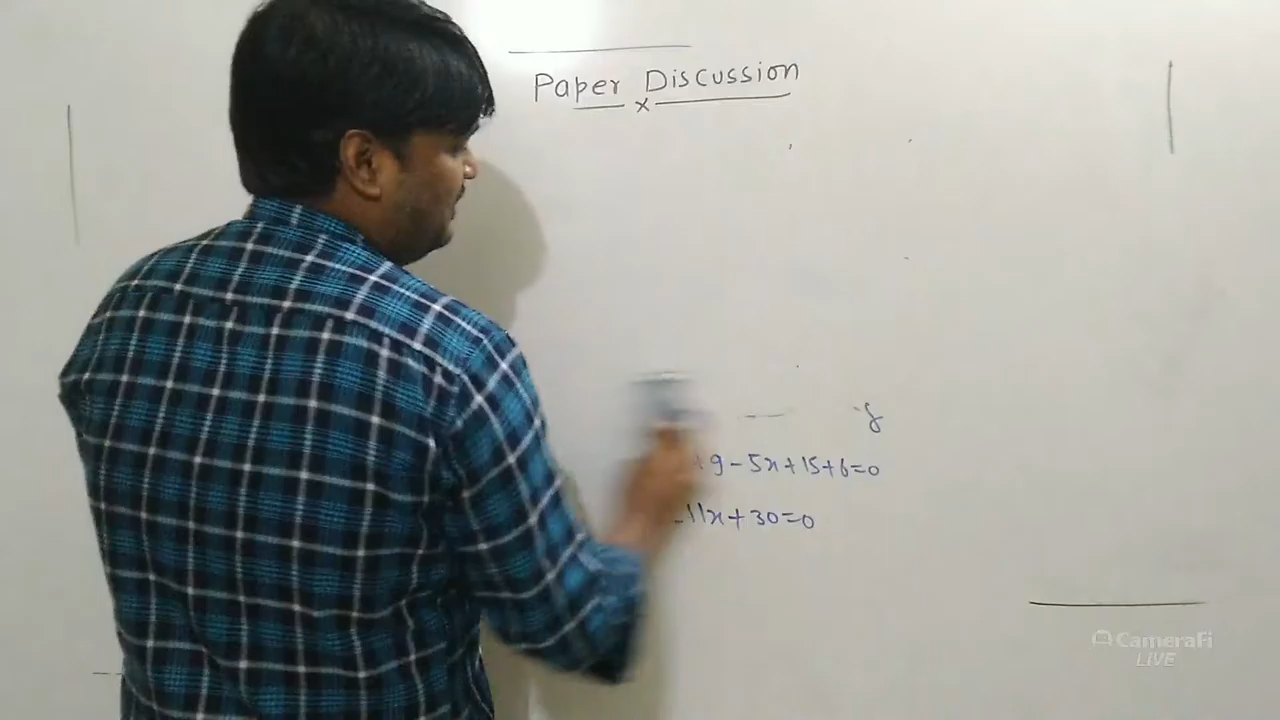 Paper Discussion
x
9-5x+15+6=0
-11x+30=0
CameraFi
LiVE